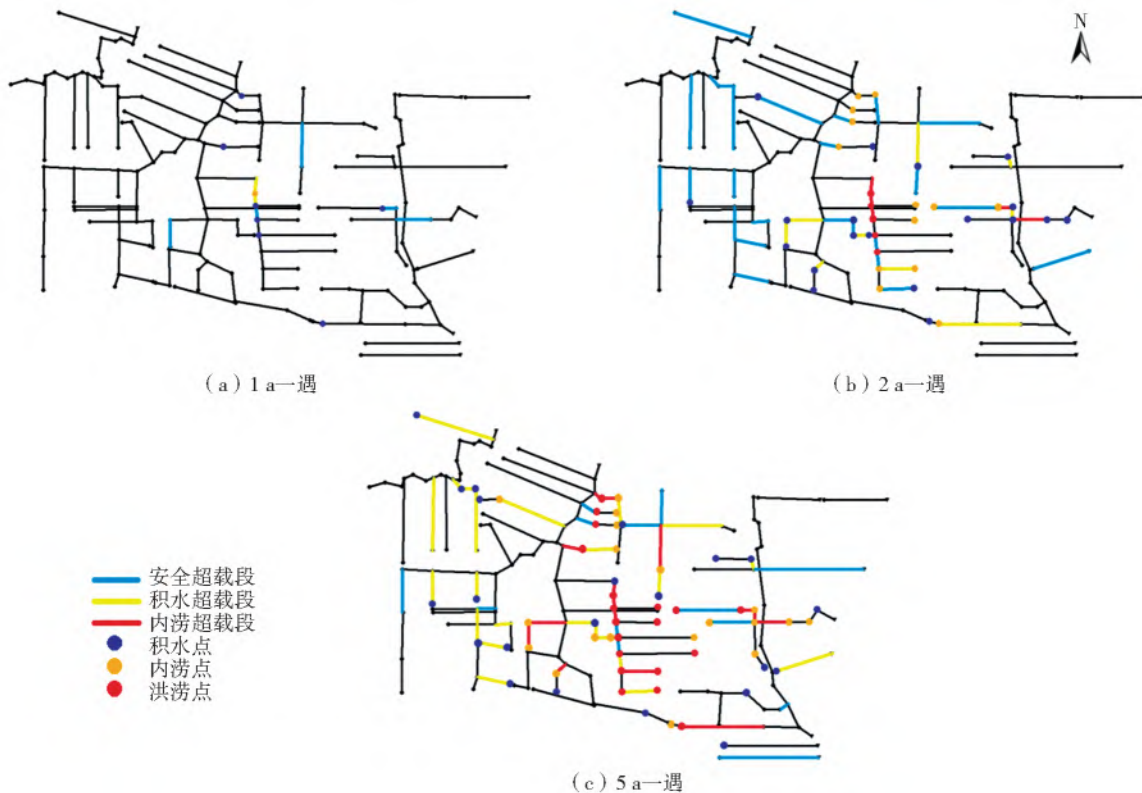 N
(a) 1 a一遇
(b) 2 a一遇
安全超载段
积水超载段
内涝超载段
积水点
内涝点
洪涝点
(c) 5 a一遇